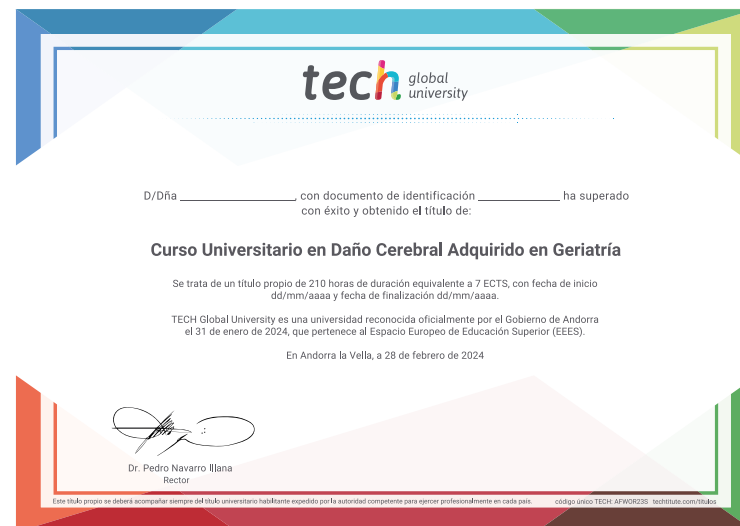 tech global university
D/Dña ____________, con documento de identificación ____________ ha superado
con éxito y obtenido el título de:
Curso Universitario en Daño Cerebral Adquirido en Geriatría
Se trata de un título propio de 210 horas de duración equivalente a 7 ECTS, con fecha de inicio
dd/mm/aaaa y fecha de finalización dd/mm/aaaa.
TECH Global University es una universidad reconocida oficialmente por el Gobierno de Andorra
el 31 de enero de 2024, que pertenece al Espacio Europeo de Educación Superior (EEES).
En Andorra la Vella, a 28 de febrero de 2024
Dr. Pedro Navarro Illana
Rector
Este título propio se deberá acompañar siempre del título universitario habilitante expedido por la autoridad competente para ejercer profesionalmente en cada país. código único TECH: AFWOR23S techtitute.com/titulos